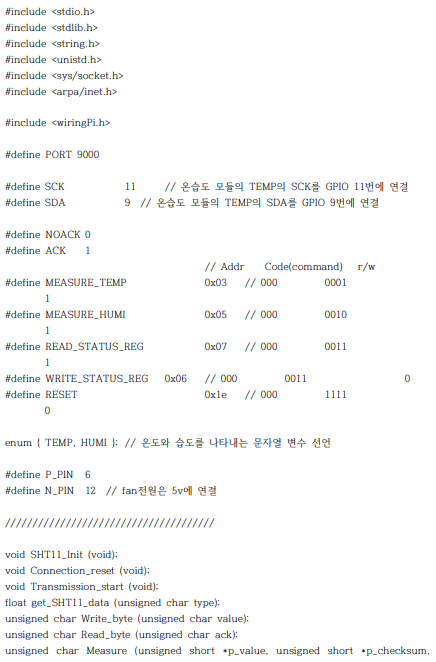 #include <stdio.h>
#include <stdlib.h>
#include <string.h>
#include <unistd.h>
#include <sys/socket.h>
#include <arpa/inet.h>
#include <wiringPi.h>
#define PORT 9000
#define SCK 11 // 온습도 모듈의 TEMP의 SCK를 GPIO 11번에 연결
#define SDA 9 // 온습도 모듈의 TEMP의 SDA를 GPIO 9번에 연결
#define NOACK 0
#define ACK 1
// Addr Code(command) r/w
#define MEASURE_TEMP 0x03 // 000 0001
1
#define MEASURE_HUMI 0x05 // 000 0010
1
#define READ_STATUS_REG 0x07 // 000 0011
1
#define WRITE_STATUS_REG 0x06 // 000 0011 0
#define RESET 0x1e // 000 1111
0
enum { TEMP, HUMI }; // 온도와 습도를 나타내는 문자열 변수 선언
#define P_PIN 6
#define N_PIN 12 // fan전원은 5v에 연결
///////////////////////////////////////
void SHT11_Init (void);
void Connection_reset (void);
void Transmission_start (void);
float get_SHT11_data (unsigned char type);
unsigned char Write_byte (unsigned char value);
unsigned char Read_byte (unsigned char ack);
unsigned char Measure (unsigned short *p_value, unsigned short *p_checksum,